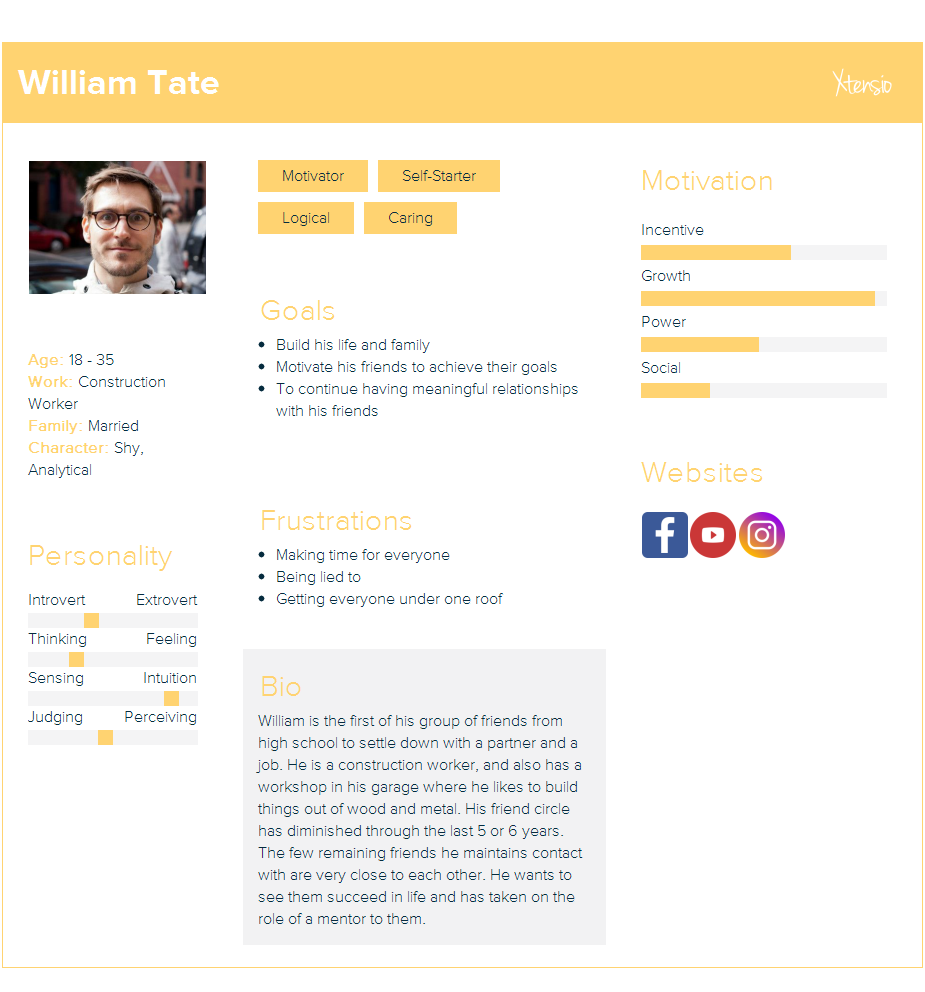 William Tate
Xtensio
Age: 18 - 35
Work: Construction
Worker
Family: Married
Character: Shy,
Analytical
Personality
Introvert Extrovert
Thinking Feeling
Sensing Intuition
Judging Perceiving
Motivator Self-Starter
Logical Caring
Goals
• Build his life and family
• Motivate his friends to achieve their goals
• To continue having meaningful relationships
with his friends
Frustrations
• Making time for everyone
• Being lied to
• Getting everyone under one roof
Bio
William is the first of his group of friends from
high school to settle down with a partner and a
job. He is a construction worker, and also has a
workshop in his garage where he likes to build
things out of wood and metal. His friend circle
has diminished through the last 5 or 6 years.
The few remaining friends he maintains contact
with are very close to each other. He wants to
see them succeed in life and has taken on the
role of a mentor to them.
Motivation
Incentive
Growth
Power
Social
Websites